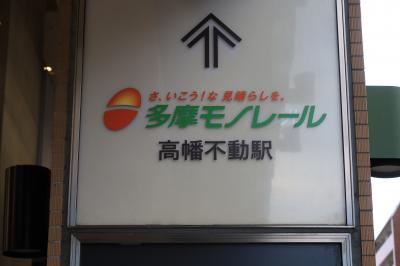 さ、いこう!な 見晴らしを。
多摩モノレール
高幡不動駅